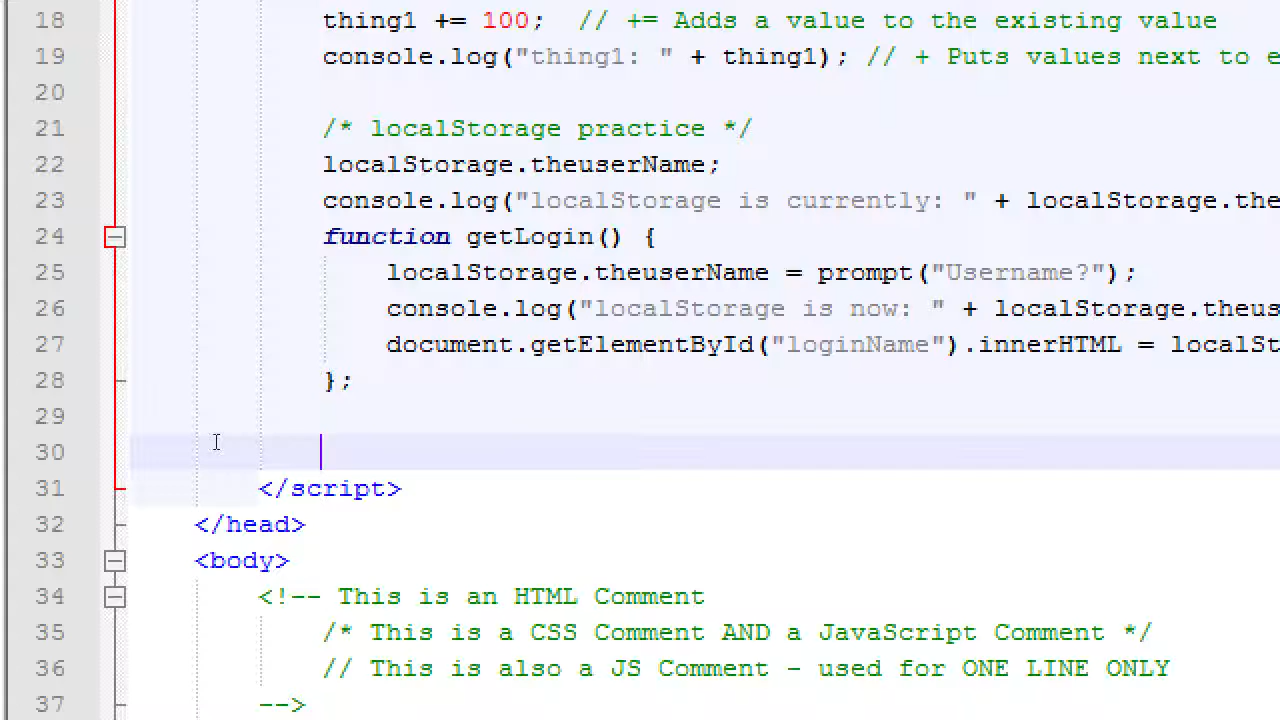 18 thing1 += 100; // += Adds a value to the existing value
19 console.log("thing1: " + thing1); // + Puts values next to e
20
21 /* localStorage practice */
22 localStorage.theuserName;
23 console.log("localStorage is currently: " + localStorage.the
24 function getLogin() {
25 localStorage.theuserName = prompt("Username?");
26 console.log("localStorage is now: " + localStorage.theus
27 document.getElementById("loginName").innerHTML = localSt
28 };
29
30
31 </script>
32 </head>
33 <body>
34 <!-- This is an HTML Comment
35 /* This is a CSS Comment AND a JavaScript Comment */
36 // This is also a JS Comment - used for ONE LINE ONLY
37 -->